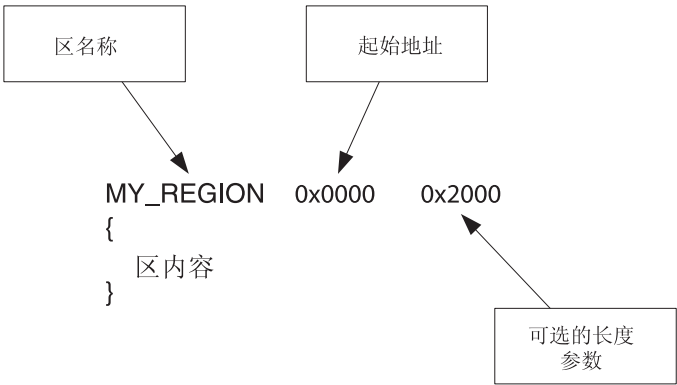 区名称
起始地址
MY_REGION 0x0000 0x2000
{
区内容
}
可选的长度
参数